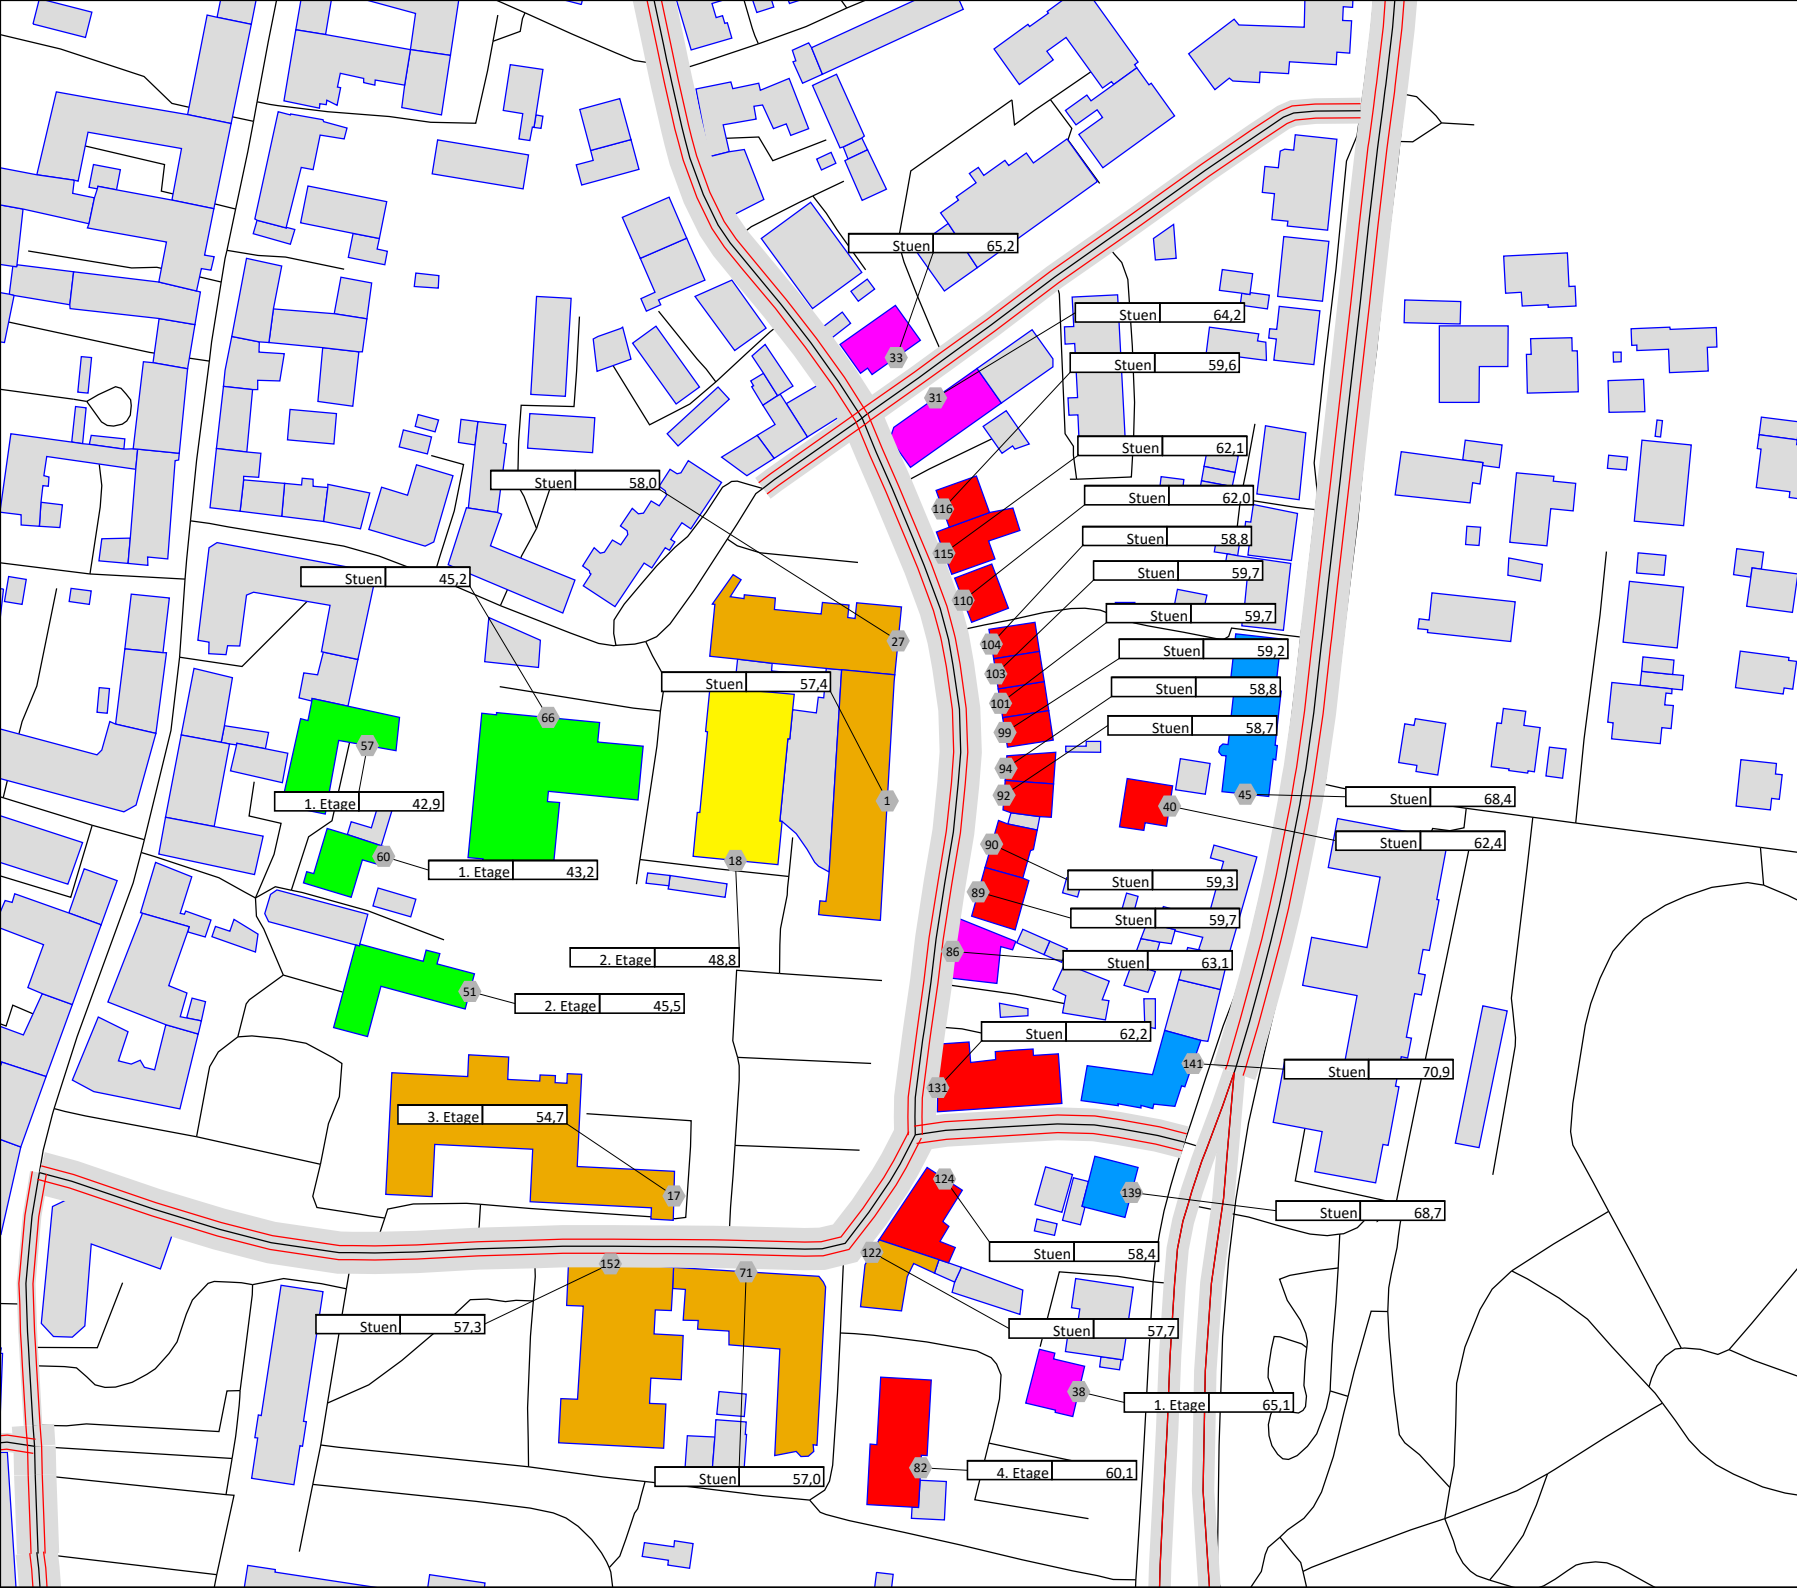 Stuen 65,2
33
Stuen 64,2
Stuen 59,6
31
Stuen 62,1
Stuen 58,0
Stuen 62,0
116
Stuen 58,8
115
Stuen 59,7
Stuen 45,2
110
Stuen 59,7
27
104
Stuen 59,2
103
Stuen 57,4
Stuen 58,8
101
66
Stuen 58,7
99
57
94
92
45
Stuen 68,4
1. Etage 42,9
1
40
Stuen 62,4
90
60
18
1. Etage 43,2
Stuen 59,3
89
Stuen 59,7
86
2. Etage 48,8
Stuen 63,1
51
2. Etage 45,5
Stuen 62,2
141
Stuen 70,9
131
3. Etage 54,7
124
17
139
Stuen 68,7
122
Stuen 58,4
152
71
Stuen 57,3
Stuen 57,7
38
1. Etage 65,1
82
4. Etage 60,1
Stuen 57,0